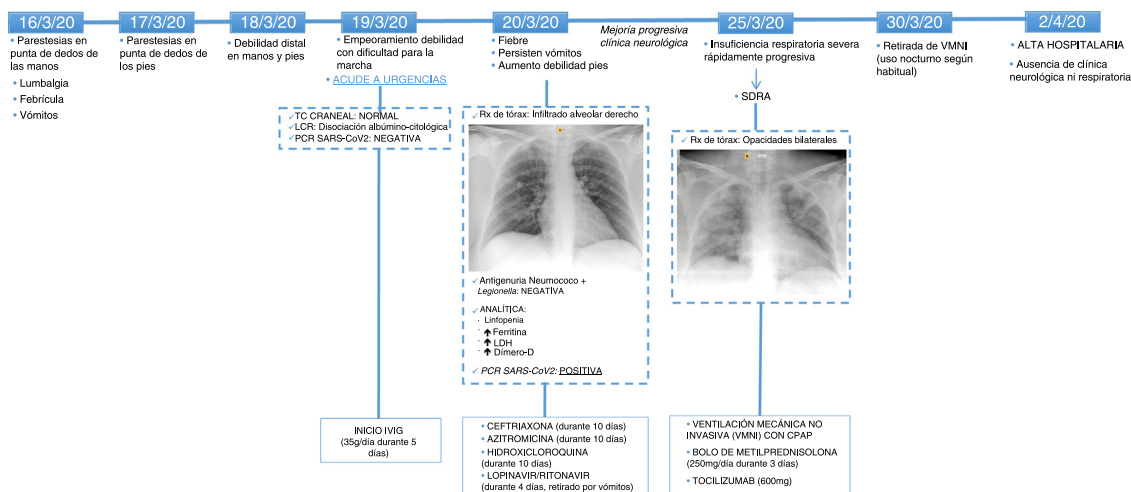 16/3/20
• Parestesias en
punta de dedos de
las manos
• Lumbalgia
• Febrícula
• Vómitos
17/3/20
• Parestesias en
punta de dedos de
los pies
18/3/20
• Debilidad distal
en manos y pies
19/3/20
• Empeoramiento debilidad
con dificultad para la
marcha
• ACUDE A URGENCIAS
✓TC CRANEAL: NORMAL
✓LCR: Disociación albúmino-citológica
✓PCR SARS-CoV2: NEGATIVA
INICIO IVIG
(35g/día durante 5
días)
20/3/20
• Fiebre
• Persisten vómitos
• Aumento debilidad pies
✓ Rx de tórax: Infiltrado alveolar derecho
✓ Antigenuria Neumococo +
Legionella: NEGATIVA
✓ ANALÍTICA:
· Linfopenia
- ↑ Ferritina
- ↑ LDH
- ↑ Dímero-D
✓ PCR SARS-CoV2: POSITIVA
• CEFTRIAXONA (durante 10 días)
• AZITROMICINA (durante 10 días)
• HIDROXICLOROQUINA
(durante 10 días)
• LOPINAVIR/RITONAVIR
(durante 4 días, retirado por vómitos)
Mejoría progresiva
clínica neurológica
25/3/20
• Insuficiencia respiratoria severa
rápidamente progresiva
• SDRA
✓ Rx de tórax: Opacidades bilaterales
• VENTILACIÓN MECÁNICA NO
INVASIVA (VMNI) CON CPAP
• BOLO DE METILPREDNISOLONA
(250mg/día durante 3 días)
• TOCILIZUMAB (600mg)
30/3/20
• Retirada de VMNI
(uso nocturno según
habitual)
2/4/20
• ALTA HOSPITALARIA
• Ausencia de clínica
neurológica ni respiratoria